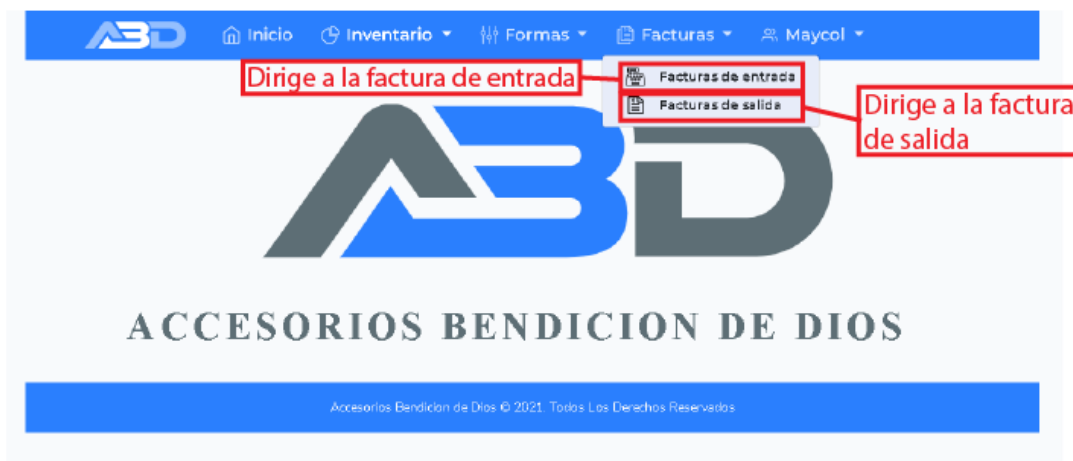 ABD Inicio Inventario Formas Facturas Maycol
Dirige a la factura de entrada
Facturas de entrada
Facturas de salida
Dirige a la factura
de salida
ABD
ACCESORIOS BENDICION DE DIOS
Accesorios Bendicion de Dios © 2021. Todos Los Derechos Reservados